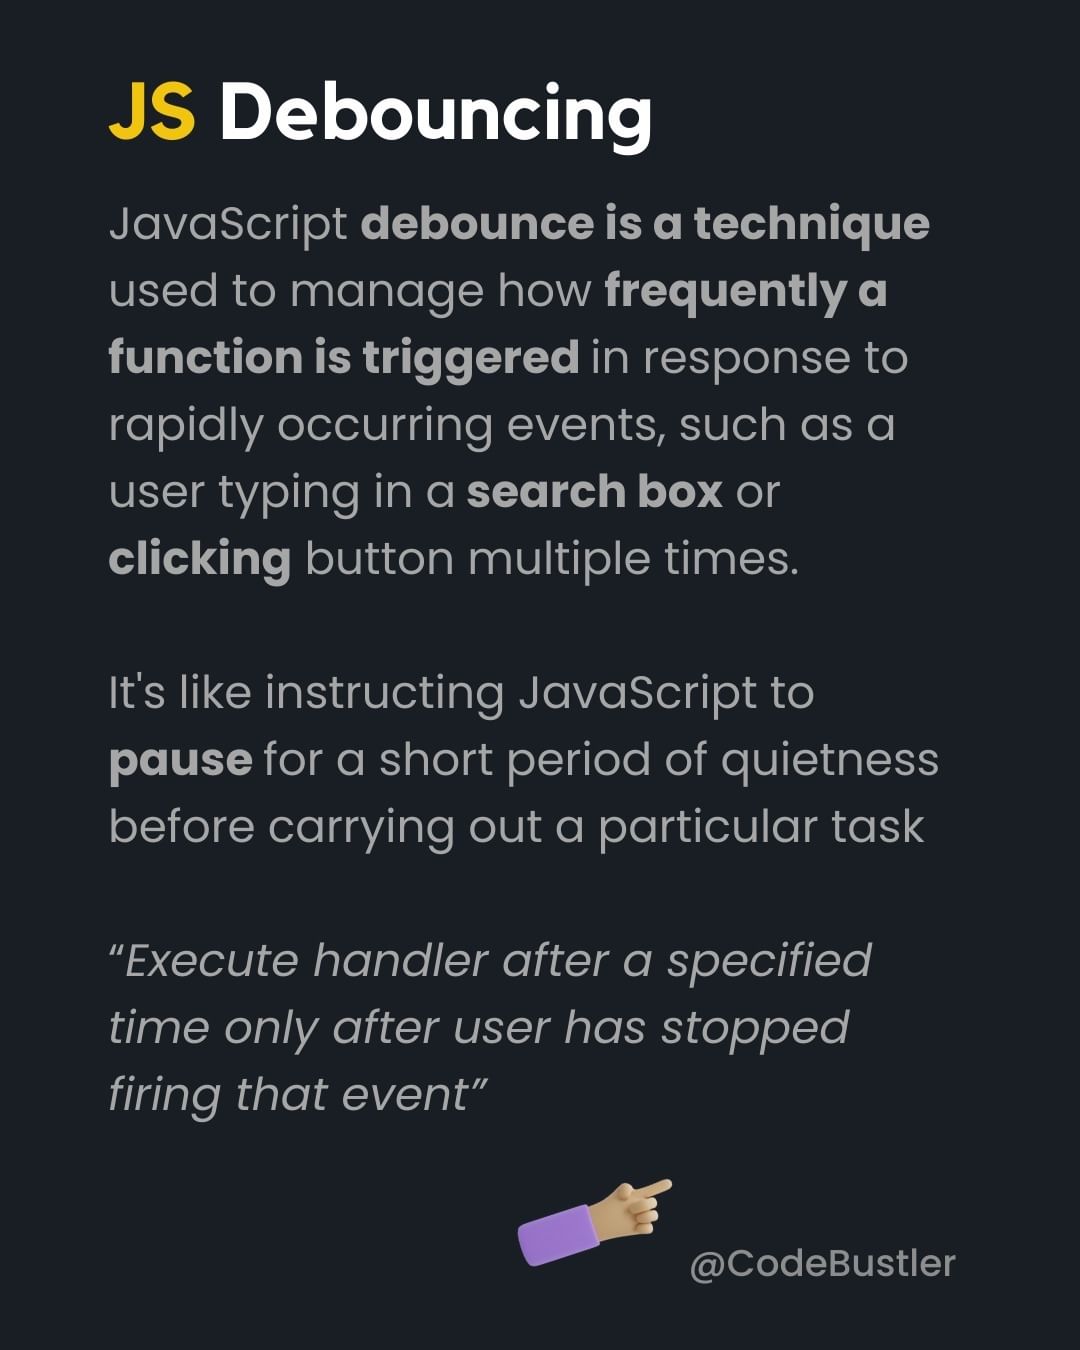 JS Debouncing
JavaScript debounce is a technique
used to manage how frequently a
function is triggered in response to
rapidly occurring events, such as a
user typing in a search box or
clicking button multiple times.
It's like instructing JavaScript to
pause for a short period of quietness
before carrying out a particular task
“Execute handler after a specified
time only after user has stopped
firing that event”
@CodeBustler